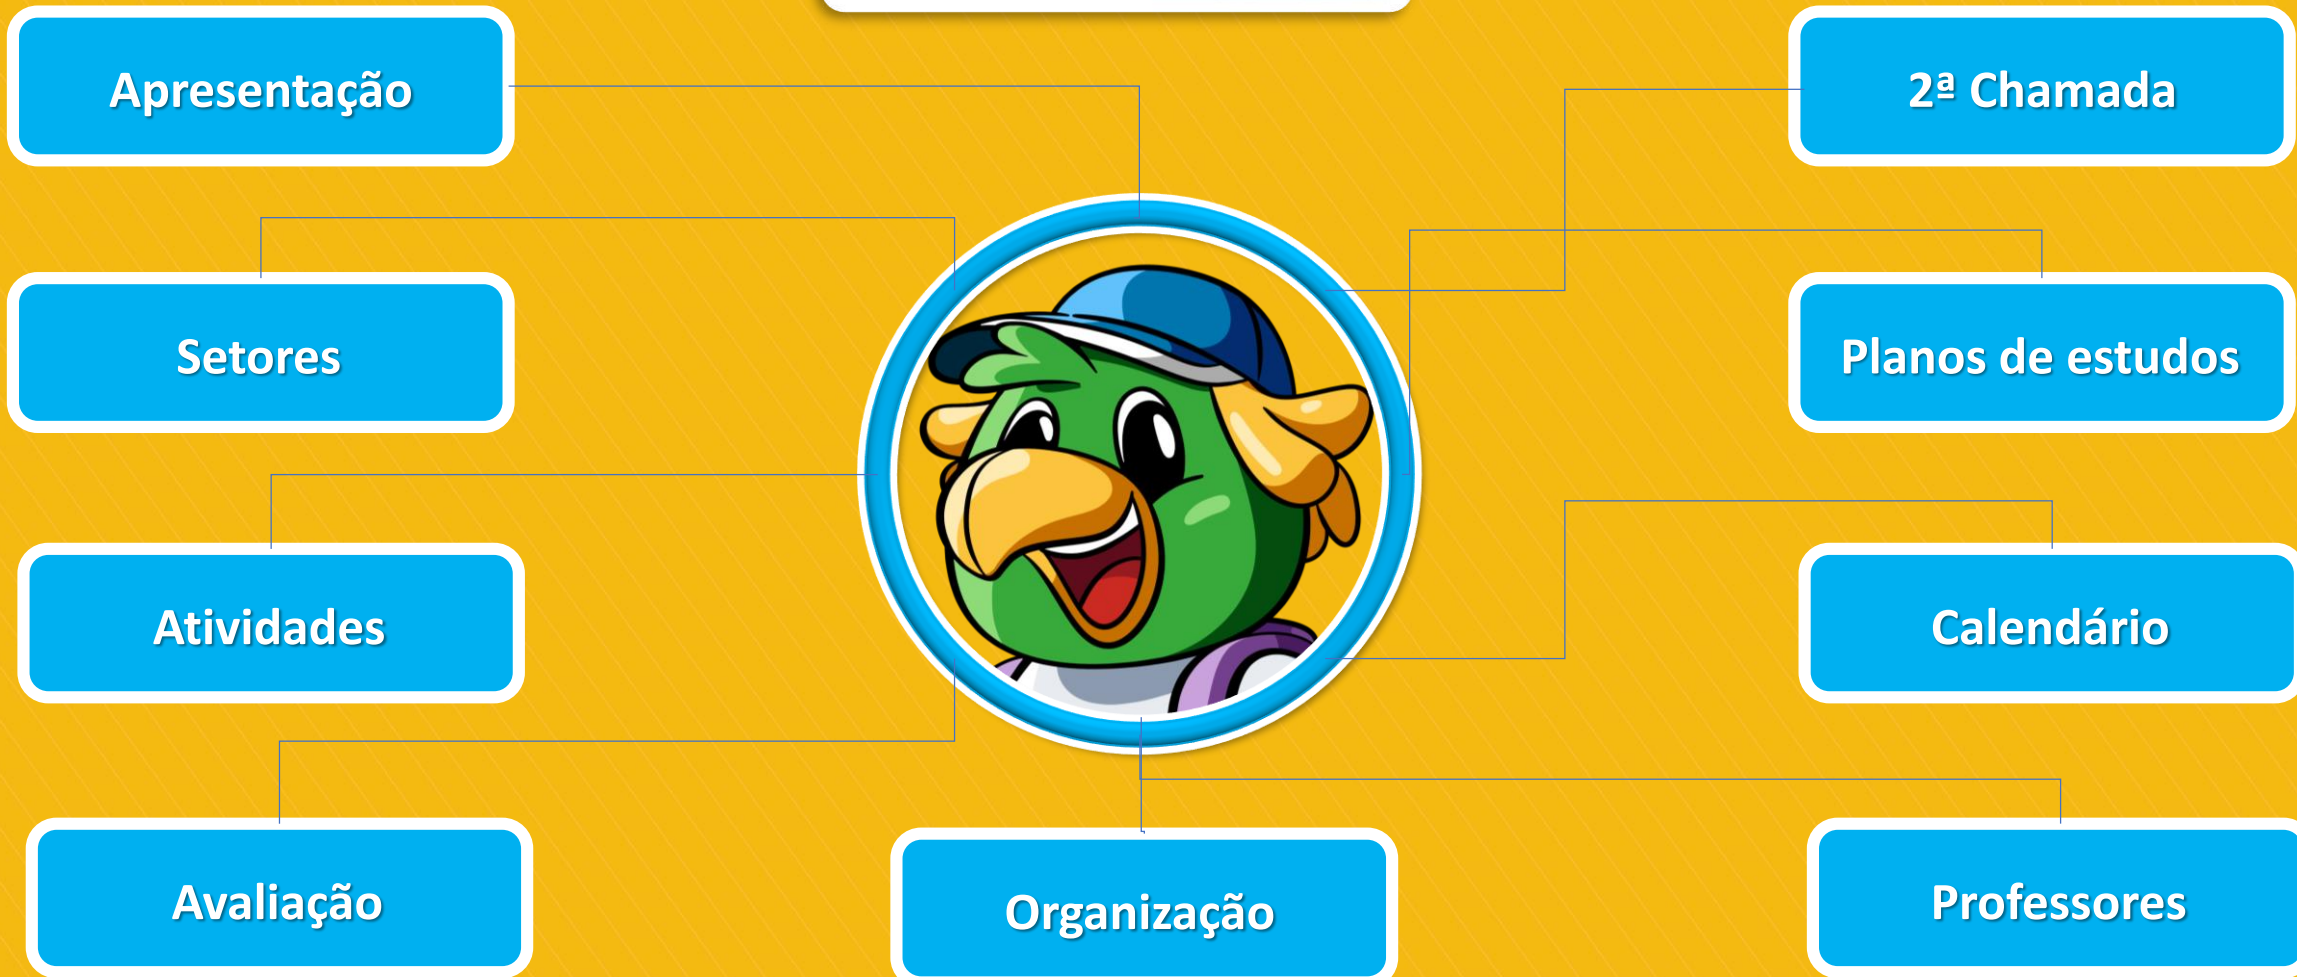 Apresentação
2ª Chamada
Setores
Planos de estudos
Atividades
Calendário
Avaliação
Organização
Professores